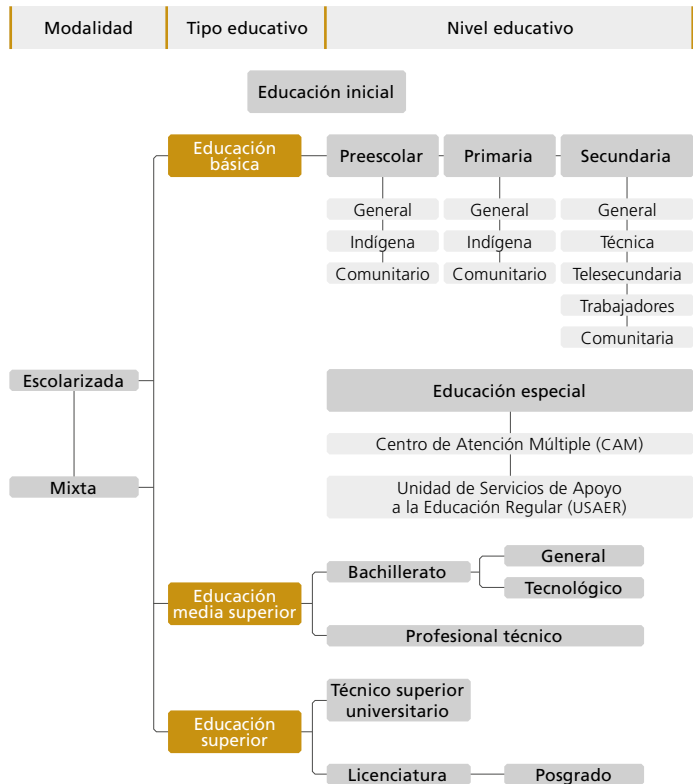 Modalidad
Tipo educativo
Nivel educativo
Educación inicial
Educación
básica
Preescolar
Primaria
Secundaria
General
General
General
Indígena
Indígena
Técnica
Comunitario
Comunitario
Telesecundaria
Trabajadores
Comunitaria
Escolarizada
Educación especial
Centro de Atención Múltiple (CAM)
Mixta
Unidad de Servicios de Apoyo
a la Educación Regular (USAER)
Educación
media superior
Bachillerato
General
Tecnológico
Profesional técnico
Educación
superior
Técnico superior
universitario
Licenciatura
Posgrado